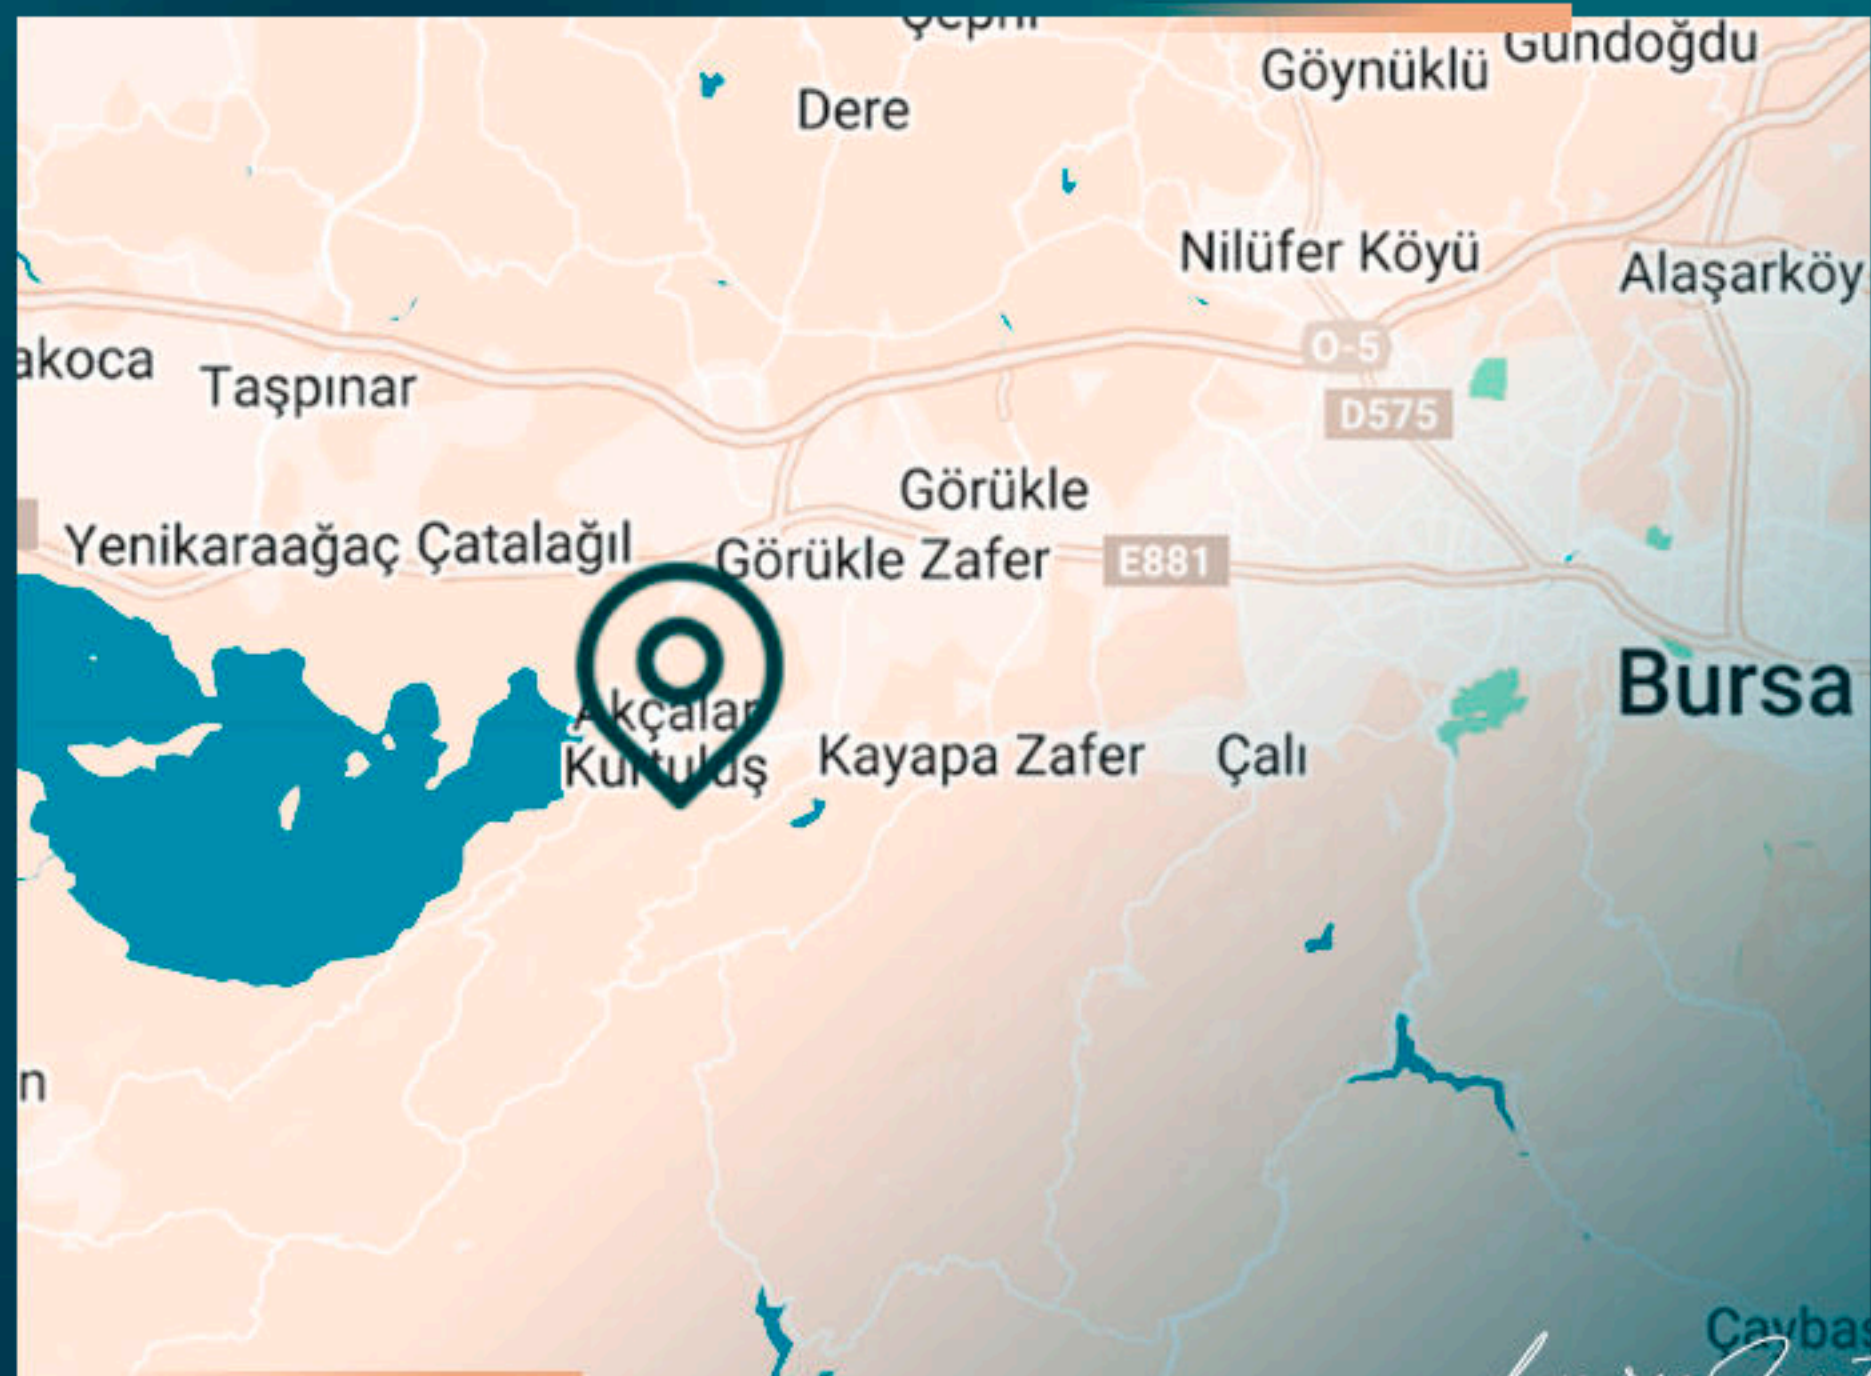 Gündoğdu
Göynüklü
Dere
Nilüfer Köyü
Alaşarköy
O-5
akoca
Taşpınar
D575
Görükle
Yenikaraağaç Çatalağıl
Görükle Zafer
E881
Bursa
Akçalar
Kurtuluş
Kayapa Zafer
Çalı
n
Çaybaş